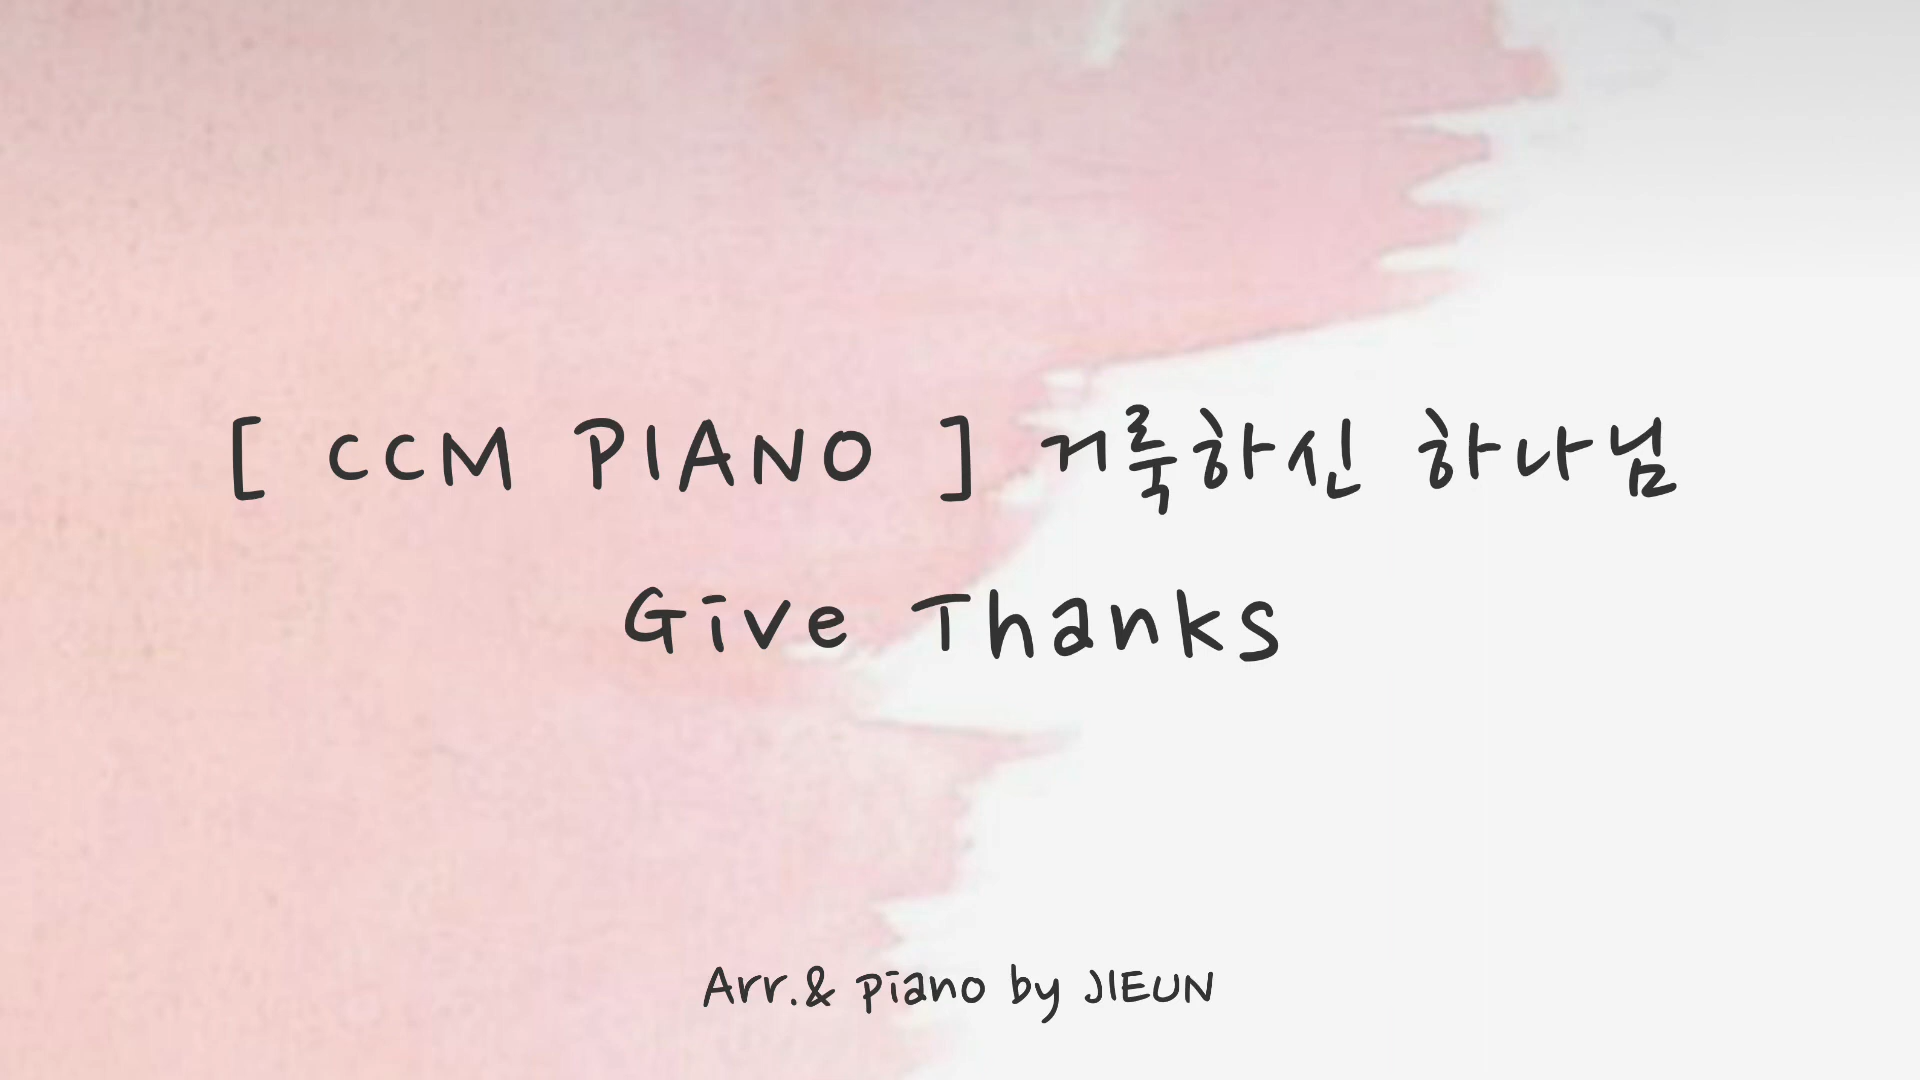 [ CCM PIANO ] 거룩하신 하나님
Give Thanks
Arr.& piano by JIEUN